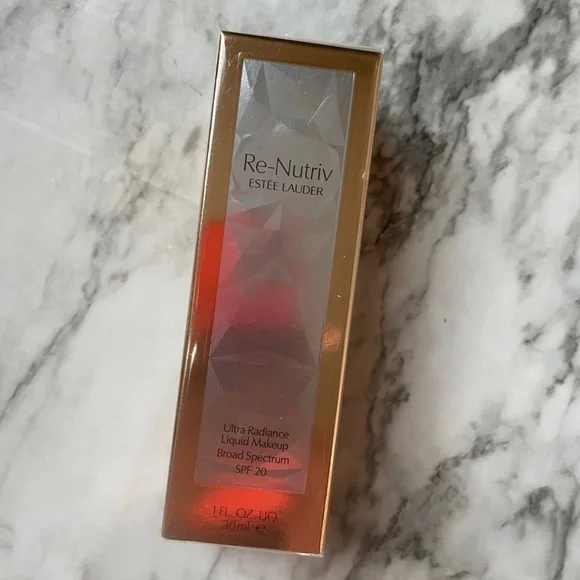 Re-Nutriv
ESTĒE LAUDER
Ultra Radiance
Liquid Makeup
Broad Spectrum
SPF 20
1 FL. OZ. LIQ.
30 ml ℮